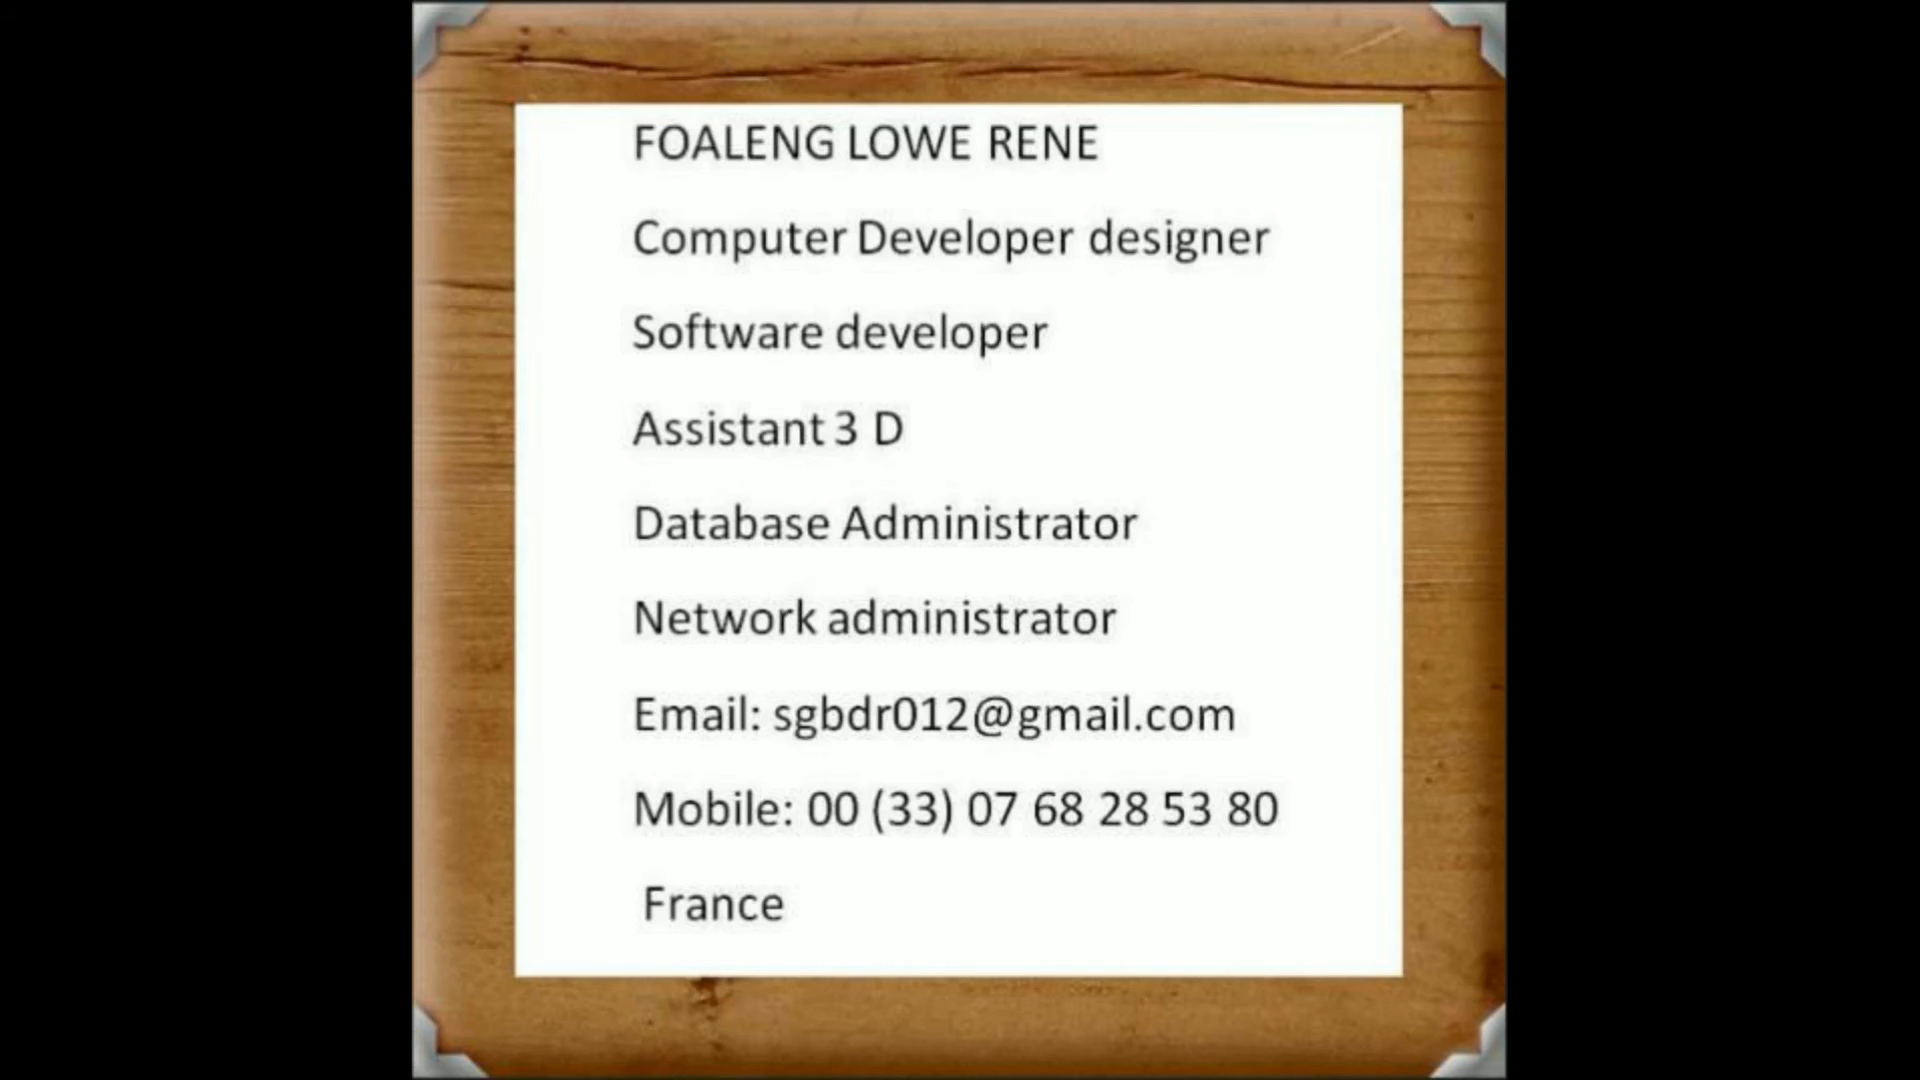 FOALENG LOWE RENE
Computer Developer designer
Software developer
Assistant 3 D
Database Administrator
Network administrator
Email: sgbdr012@gmail.com
Mobile: 00 (33) 07 68 28 53 80
France